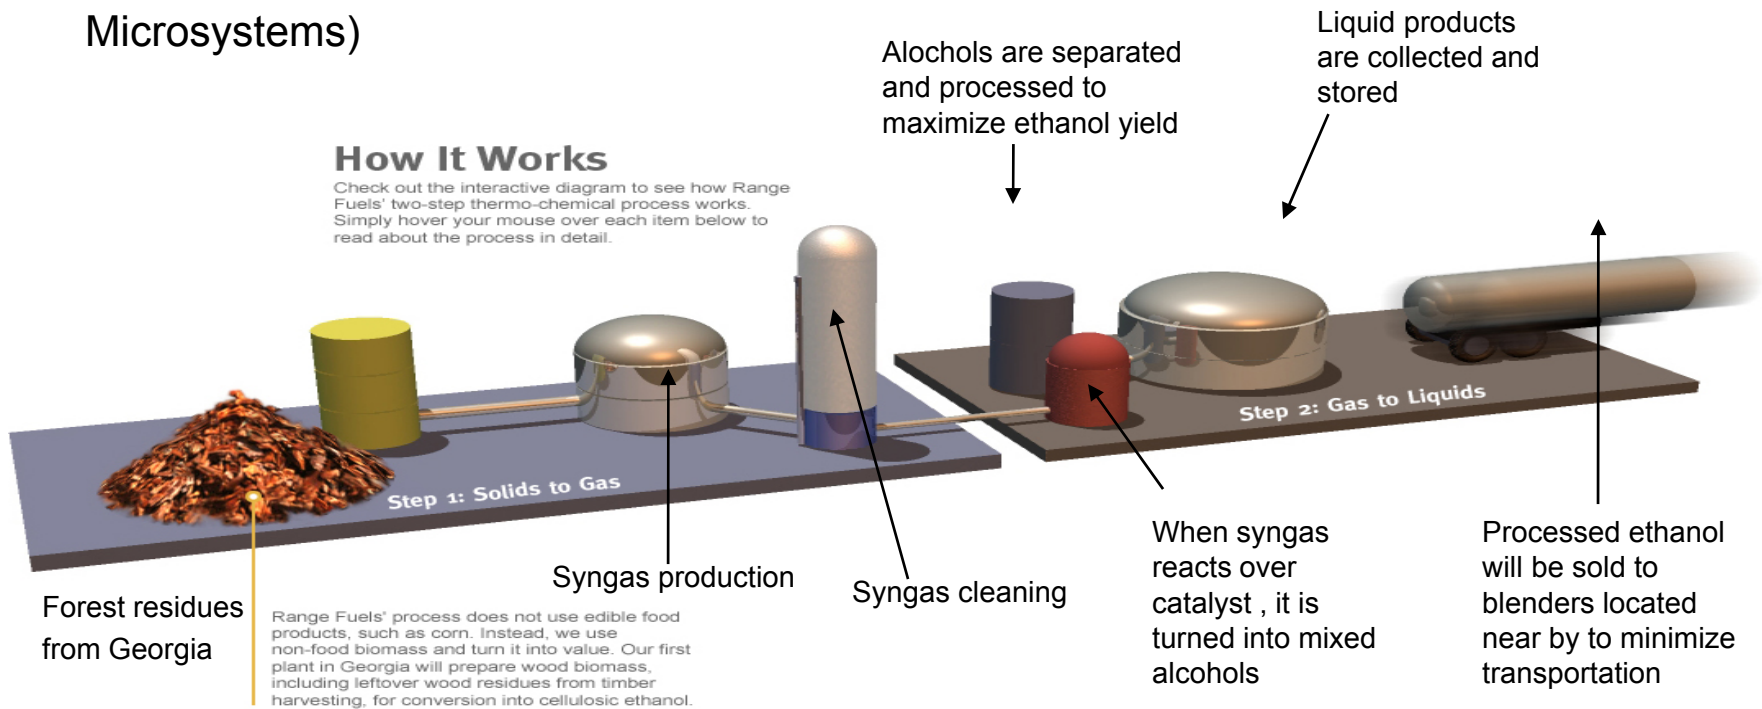 Microsystems)
Alochols are separated
and processed to
maximize ethanol yield
Liquid products
are collected and
stored
How It Works
Check out the interactive diagram to see how Range
Fuels' two-step thermo-chemical process works.
Simply hover your mouse over each item below to
read about the process in detail.
Step 1: Solids to Gas
Step 2: Gas to Liquids
Forest residues
from Georgia
Syngas production
Syngas cleaning
When syngas
reacts over
catalyst , it is
turned into mixed
alcohols
Processed ethanol
will be sold to
blenders located
near by to minimize
transportation
Range Fuels' process does not use edible food
products, such as corn. Instead, we use
non-food biomass and turn it into value. Our first
plant in Georgia will prepare wood biomass,
including leftover wood residues from timber
harvesting, for conversion into cellulosic ethanol.